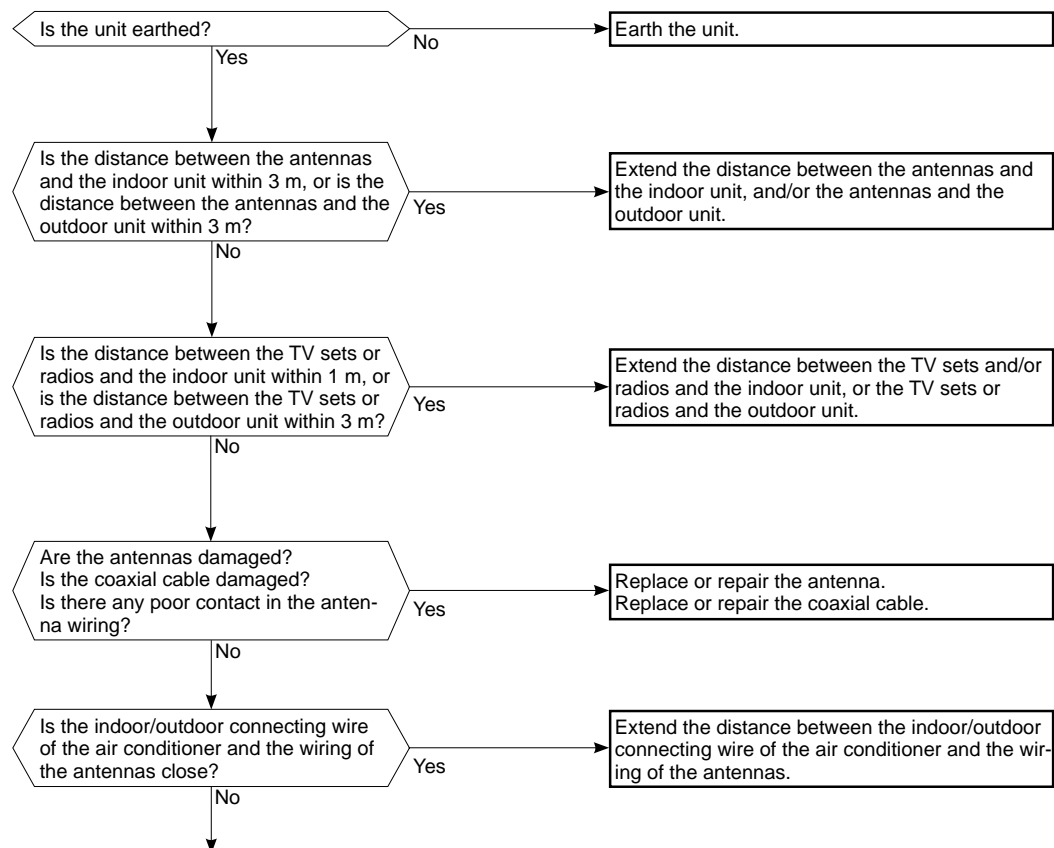 Is the unit earthed?
No
Earth the unit.
Yes
Is the distance between the antennas
and the indoor unit within 3 m, or is the
distance between the antennas and the
outdoor unit within 3 m?
Yes
Extend the distance between the antennas and
the indoor unit, and/or the antennas and the
outdoor unit.
No
Is the distance between the TV sets or
radios and the indoor unit within 1 m, or
is the distance between the TV sets or
radios and the outdoor unit within 3 m?
Yes
Extend the distance between the TV sets and/or
radios and the indoor unit, or the TV sets or
radios and the outdoor unit.
No
Are the antennas damaged?
Is the coaxial cable damaged?
Is there any poor contact in the anten-
na wiring?
Yes
Replace or repair the antenna.
Replace or repair the coaxial cable.
No
Is the indoor/outdoor connecting wire
of the air conditioner and the wiring of
the antennas close?
Yes
Extend the distance between the indoor/outdoor
connecting wire of the air conditioner and the wir-
ing of the antennas.
No